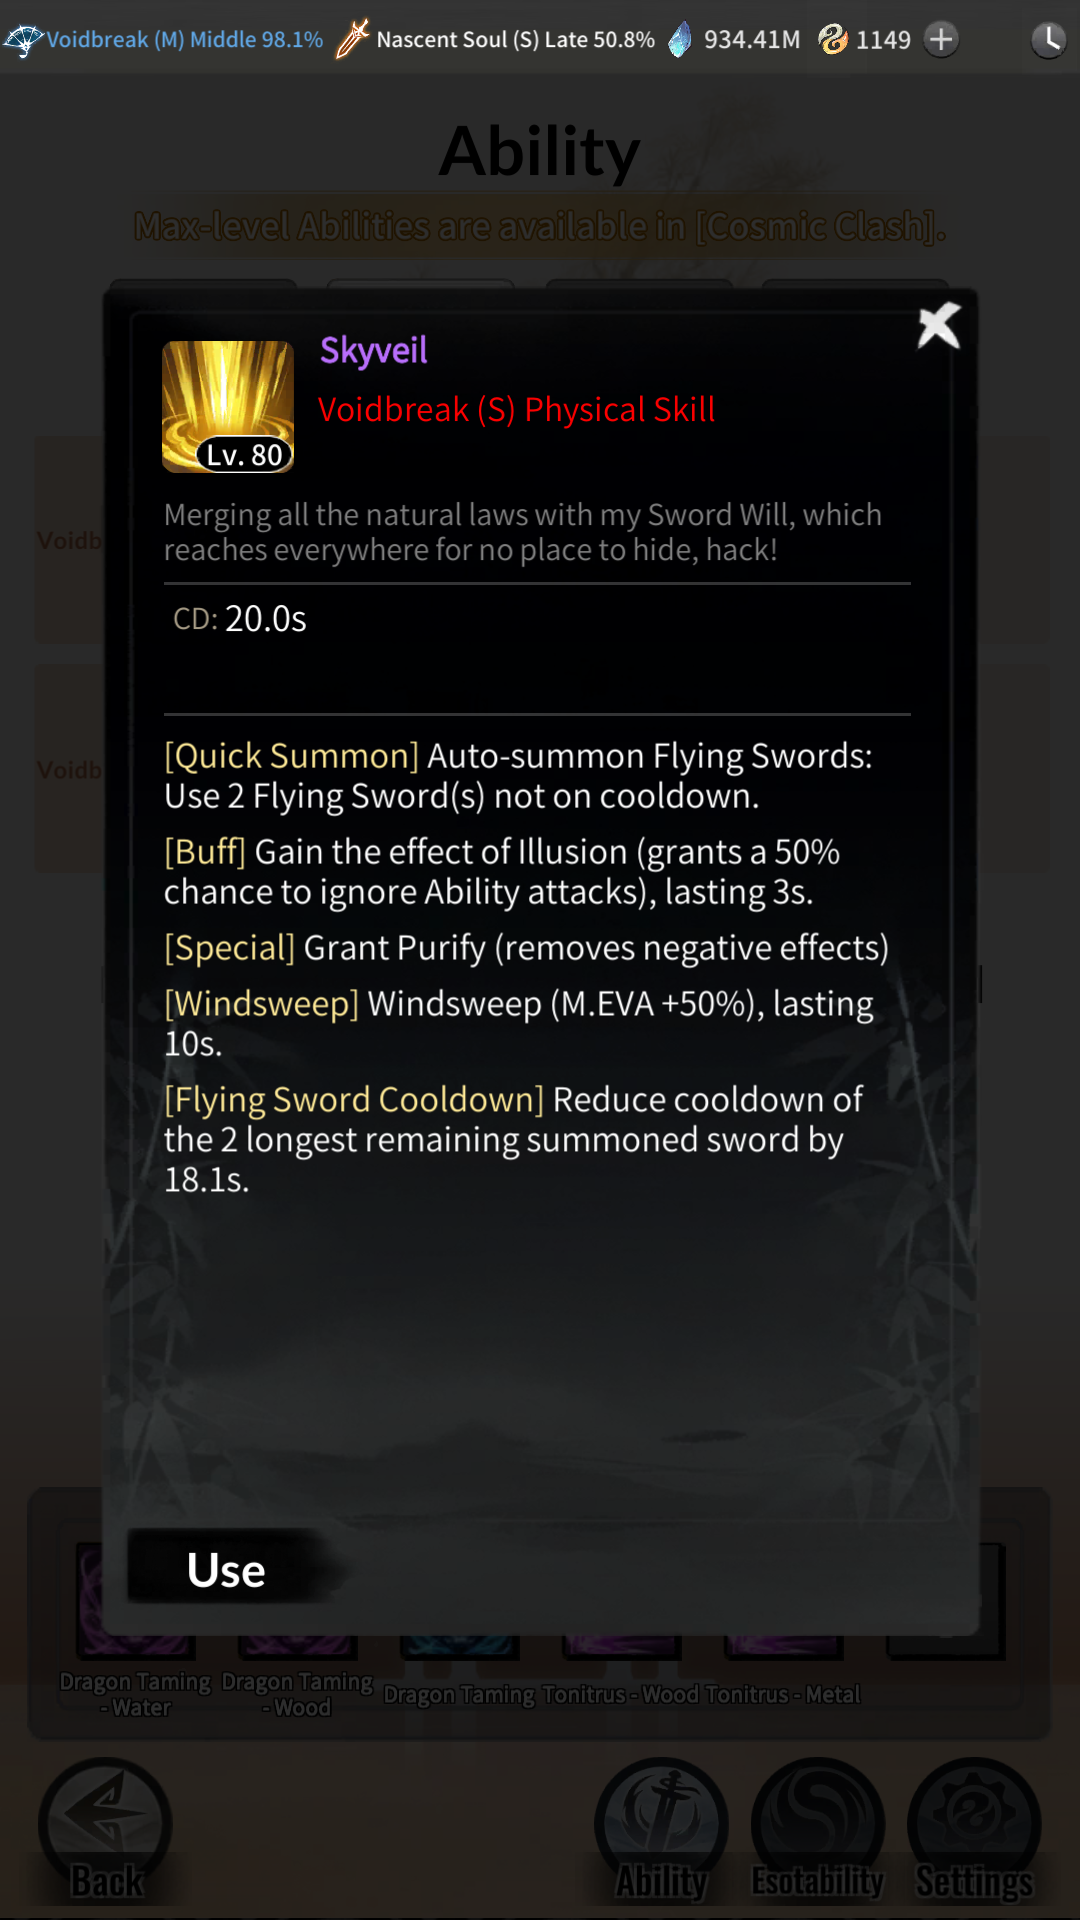 Voidbreak (M) Middle 98.1% Nascent Soul (S) Late 50.8% 934.41M 1149
Ability
Max-level Abilities are available in [Cosmic Clash].
Skyveil
Voidbreak (S) Physical Skill
Lv. 80
Merging all the natural laws with my Sword Will, which
reaches everywhere for no place to hide, hack!
Voidb
CD: 20.0s
[Quick Summon] Auto-summon Flying Swords:
Use 2 Flying Sword(s) not on cooldown.
Voidb
[Buff] Gain the effect of Illusion (grants a 50%
chance to ignore Ability attacks), lasting 3s.
[Special] Grant Purify (removes negative effects)
[Windsweep] Windsweep (M.EVA +50%), lasting
10s.
[Flying Sword Cooldown] Reduce cooldown of
the 2 longest remaining summoned sword by
18.1s.
Use
Dragon Taming
- Water
Dragon Taming
- Wood
Dragon Taming
Tonitrus - Wood
Tonitrus - Metal
Back
Ability
Esotability
Settings